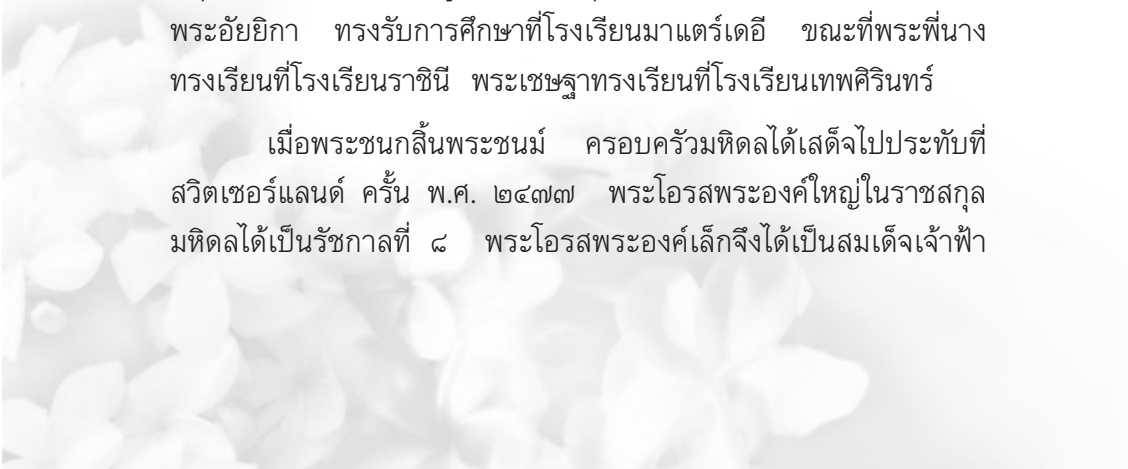 พระอัยยิกา ทรงรับการศึกษาที่โรงเรียนมาแตร์เดอี ขณะที่พระพี่นาง
ทรงเรียนที่โรงเรียนราชินี พระเชษฐาทรงเรียนที่โรงเรียนเทพศิรินทร์
เมื่อพระชนกสิ้นพระชนม์ ครอบครัวมหิดลได้เสด็จไปประทับที่
สวิตเซอร์แลนด์ ครั้น พ.ศ. ๒๔๗๗ พระโอรสพระองค์ใหญ่ในราชสกุล
มหิดลได้เป็นรัชกาลที่ ๘ พระโอรสพระองค์เล็กจึงได้เป็นสมเด็จเจ้าฟ้า